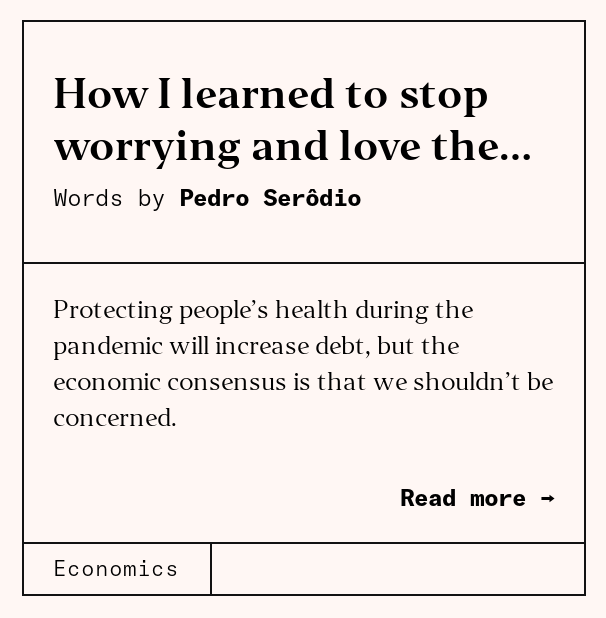 How I learned to stop
worrying and love the...
Words by Pedro Serôdio
Protecting people’s health during the
pandemic will increase debt, but the
economic consensus is that we shouldn’t be
concerned.
Read more →
Economics